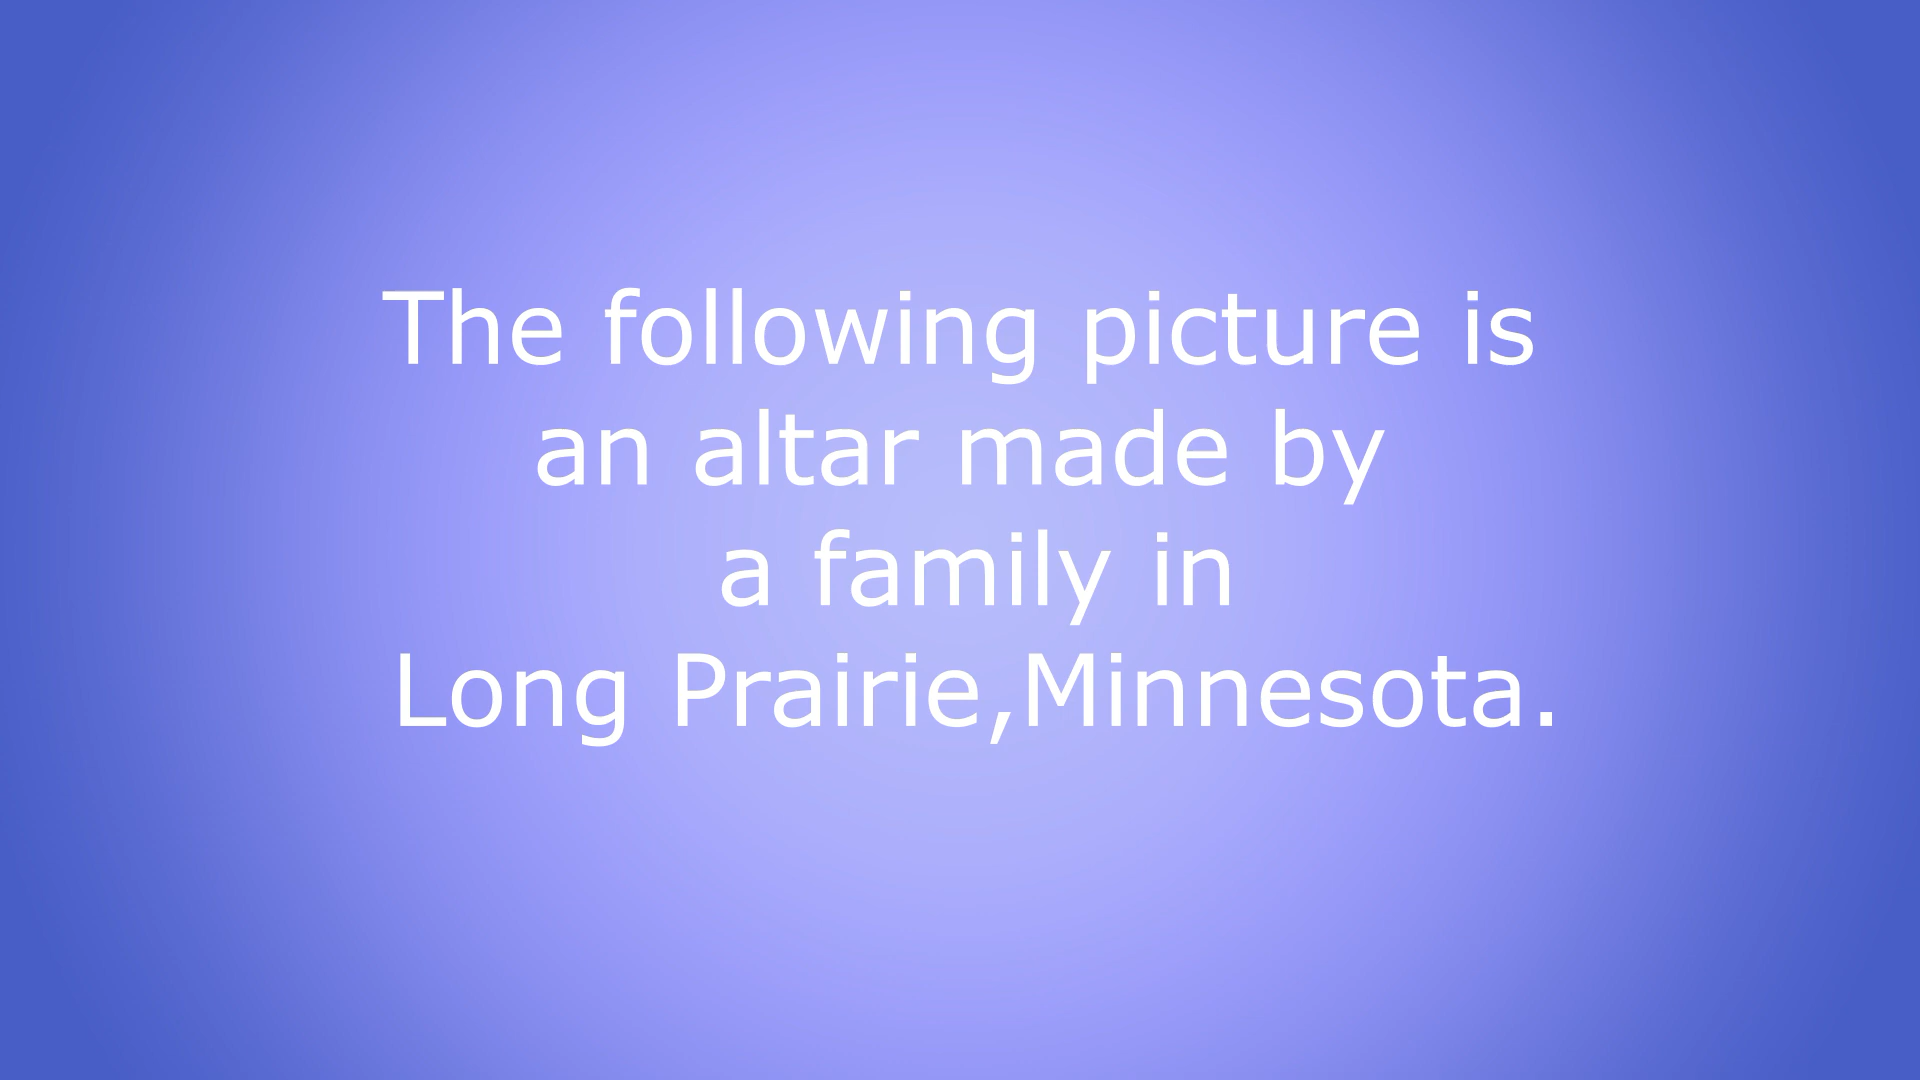 The following picture is
an altar made by
a family in
Long Prairie,Minnesota.